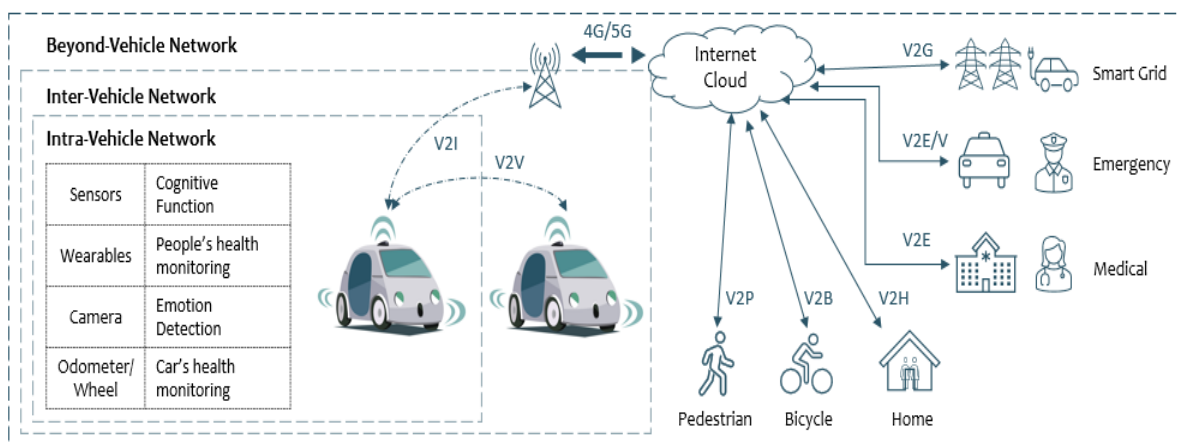 Beyond-Vehicle Network
Inter-Vehicle Network
Intra-Vehicle Network
Sensors
Cognitive
Function
Wearables
People's health
monitoring
Camera
Emotion
Detection
Odometer/
Wheel
Car's health
monitoring
V2I
V2V
4G/5G
Internet
Cloud
V2G
Smart Grid
V2E/V
Emergency
V2E
Medical
V2P
V2B
V2H
Pedestrian
Bicycle
Home